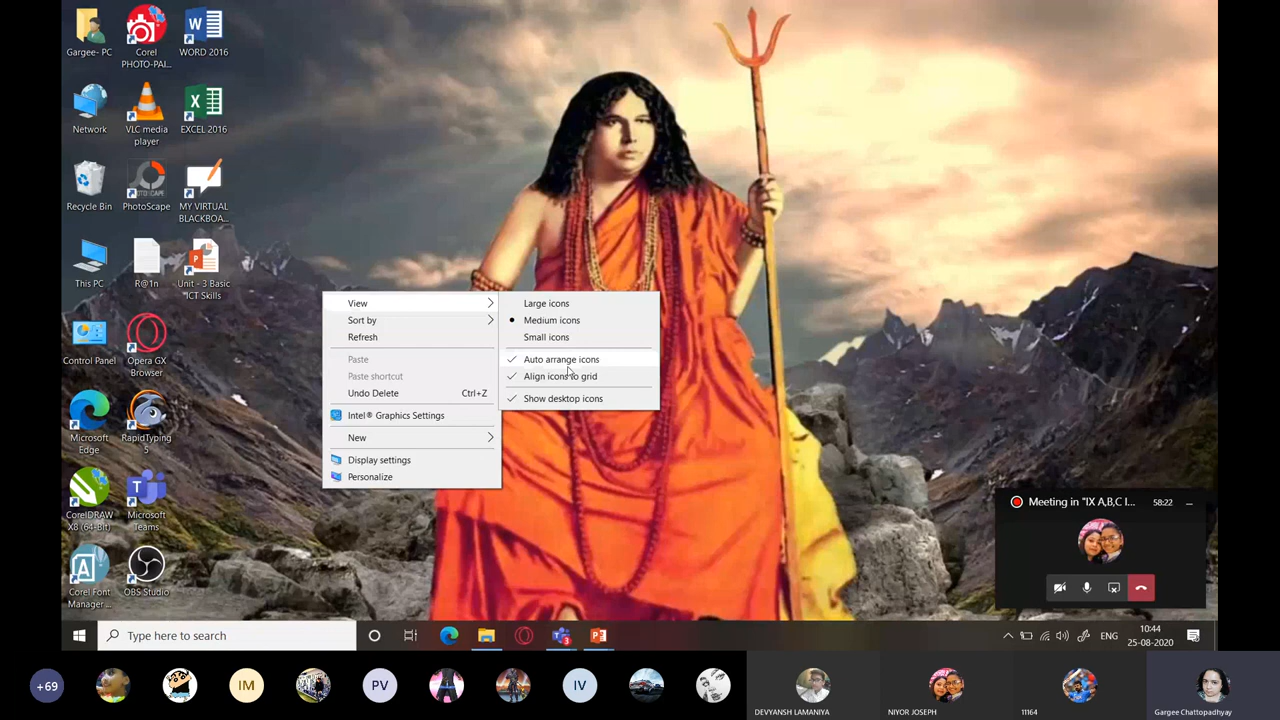 Gargee- PC
Corel
PHOTO-PAI...
WORD 2016
Network
VLC media
player
EXCEL 2016
Recycle Bin
PhotoScape
MY VIRTUAL
BLACKBOA...
This PC
R@1n
Unit - 3 Basic
"ICT Skills
Control Panel
Opera GX
Browser
Microsoft
Edge
RapidTyping
5
CorelDRAW
X8 (64-Bit)
Microsoft
Teams
Corel Font
Manager ...
OBS Studio
View
Sort by
Refresh
Paste
Paste shortcut
Undo Delete Ctrl+Z
Intel® Graphics Settings
New
Display settings
Personalize
Large icons
Medium icons
Small icons
Auto arrange icons
Align icons to grid
Show desktop icons
Meeting in "IX A,B,C I... 58:22
Type here to search
3
ENG
10:44
25-08-2020
+69
IM
PV
IV
DEVYANSH LAMANIYA
NIYOR JOSEPH
11164
Gargee Chattopadhyay